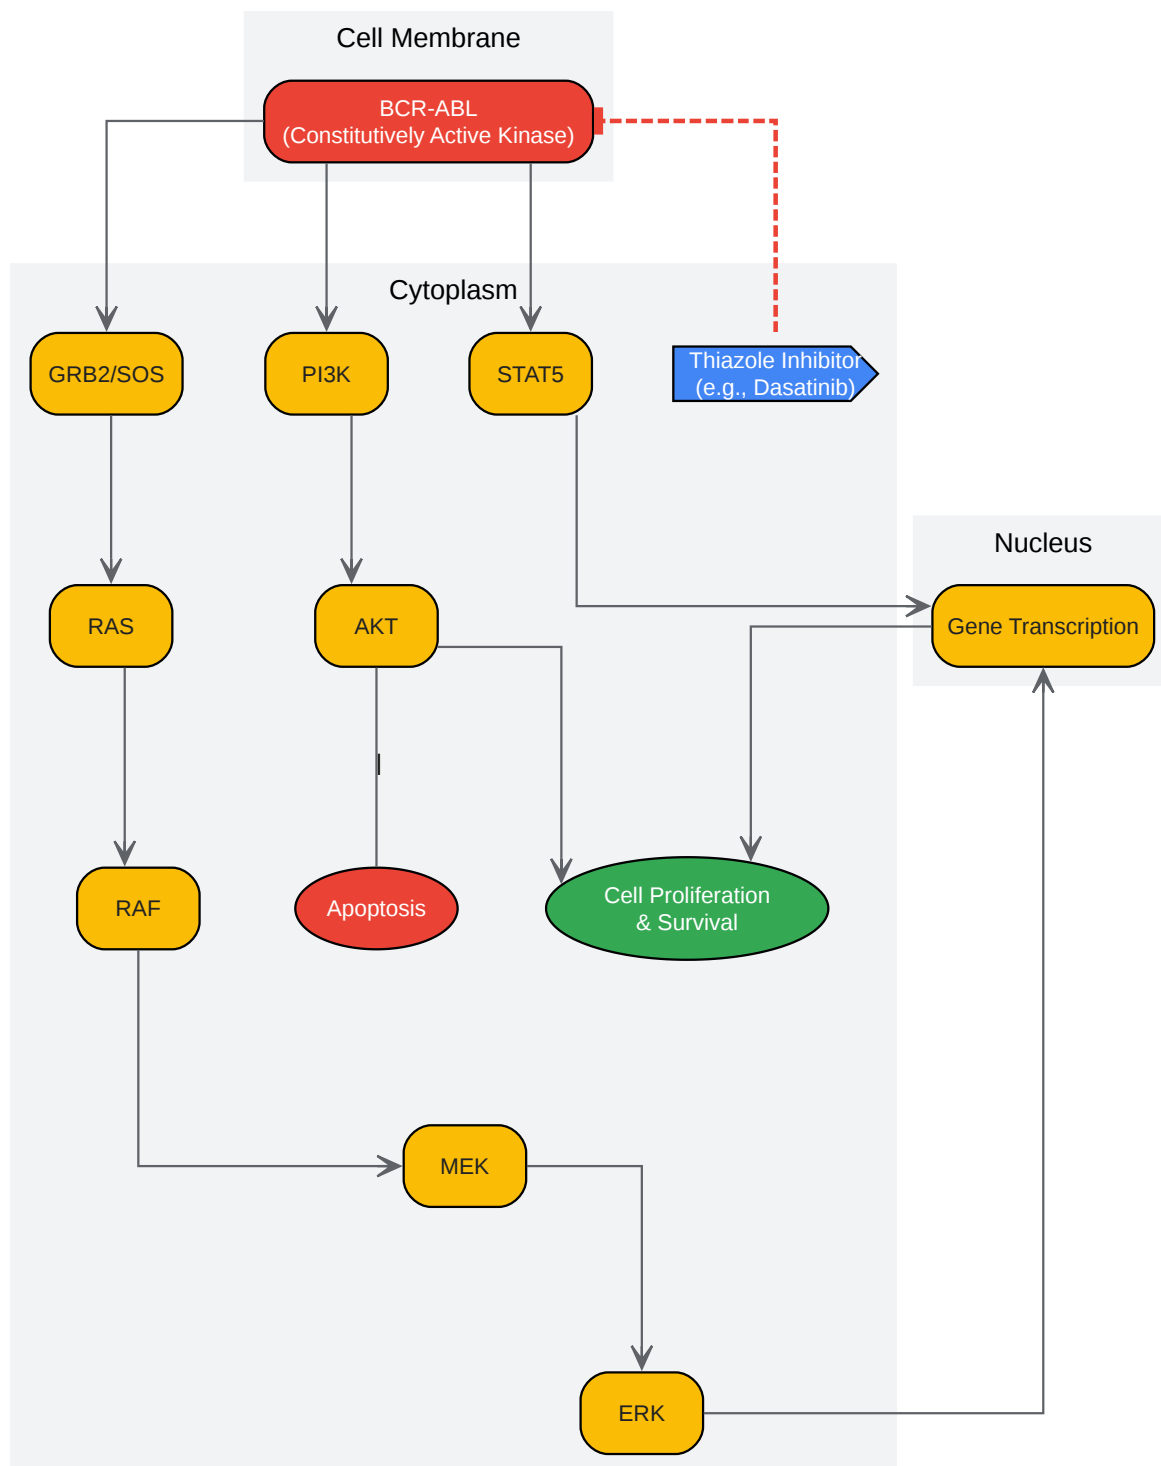 Cell Membrane
BCR-ABL
(Constitutively Active Kinase)
Cytoplasm
GRB2/SOS
PI3K
STAT5
Thiazole Inhibitor
(e.g., Dasatinib)
Nucleus
RAS
AKT
Gene Transcription
|
RAF
Apoptosis
Cell Proliferation
& Survival
MEK
ERK